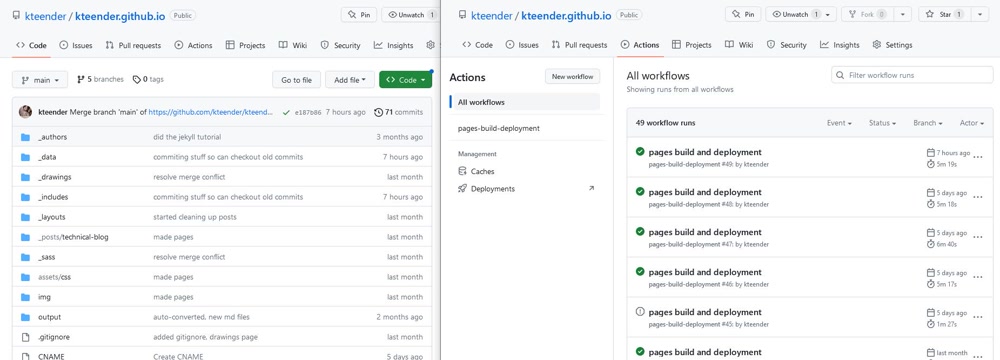 kteender / kteender.github.io Public
Pin
Unwatch 1
Code
Issues
Pull requests
Actions
Projects
Wiki
Security
Insights
main
5 branches
0 tags
Go to file
Add file
Code
kteender Merge branch 'main' of https://github.com/kteender/kteend... e187b86 7 hours ago 71 commits
_authors did the jekyll tutorial 3 months ago
_data commiting stuff so can checkout old commits 7 hours ago
_drawings resolve merge conflict last month
_includes commiting stuff so can checkout old commits 7 hours ago
_layouts started cleaning up posts last month
_posts/technical-blog made pages last month
_sass resolve merge conflict last month
assets/css made pages last month
img made pages last month
output auto-converted, new md files 2 months ago
.gitignore added gitignore, drawings page last month
CNAME Create CNAME 5 days ago
kteender / kteender.github.io Public
Pin
Unwatch 1
Fork 0
Star 1
Code
Issues
Pull requests
Actions
Projects
Wiki
Security
Insights
Settings
Actions
New workflow
All workflows
pages-build-deployment
Management
Caches
Deployments
All workflows
Showing runs from all workflows
Filter workflow runs
49 workflow runs
Event
Status
Branch
Actor
pages build and deployment 7 hours ago
pages-build-deployment #49: by kteender 5m 19s
pages build and deployment 5 days ago
pages-build-deployment #48: by kteender 5m 18s
pages build and deployment 5 days ago
pages-build-deployment #47: by kteender 6m 40s
pages build and deployment 5 days ago
pages-build-deployment #46: by kteender 5m 17s
pages build and deployment 5 days ago
pages-build-deployment #45: by kteender 1m 27s
pages build and deployment last month